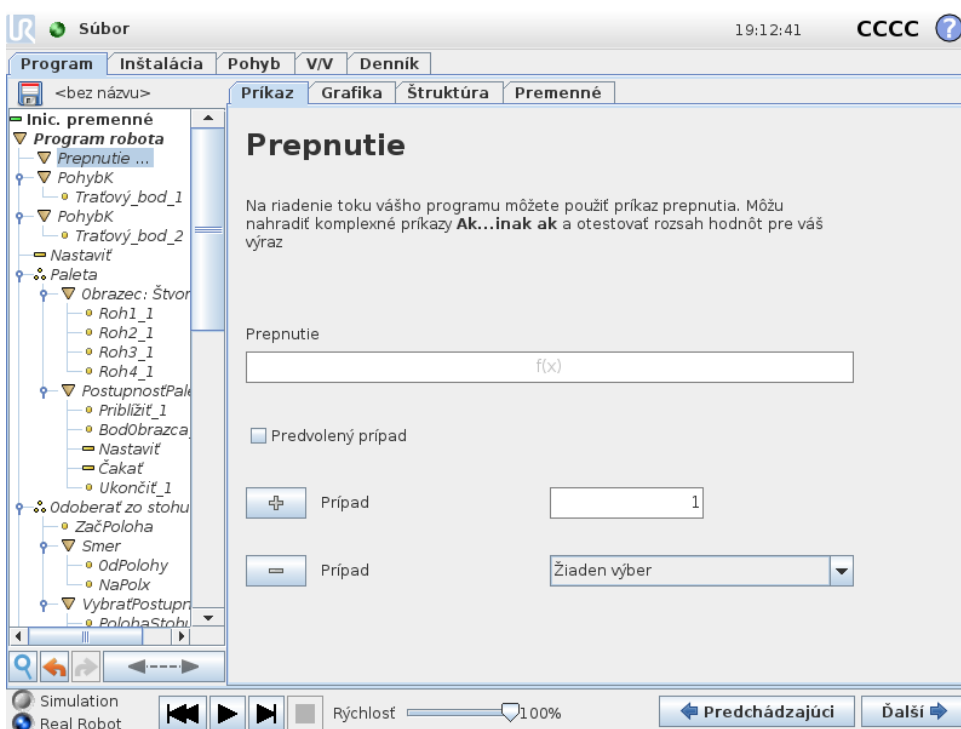 UR Súbor 19:12:41 CCCC ?
Program Inštalácia Pohyb V/V Denník
<bez názvu> Príkaz Grafika Štruktúra Premenné
Inic. premenné
Program robota
Prepnutie ...
PohybK
Traťový_bod_1
PohybK
Traťový_bod_2
Nastaviť
Paleta
Obrazec: Štvor
Roh1_1
Roh2_1
Roh3_1
Roh4_1
PostupnosťPale
Priblížiť_1
BodObrazca_
Nastaviť
Čakať
Ukončiť_1
Odoberať zo stohu
ZačPoloha
Smer
OdPolohy
NaPolx
VybraťPostupn
PolohaStohu
Prepnutie
Na riadenie toku vášho programu môžete použiť príkaz prepnutia. Môžu
nahradiť komplexné príkazy Ak...inak ak a otestovať rozsah hodnôt pre váš
výraz
Prepnutie
f(x)
Predvolený prípad
Prípad 1
Prípad Žiaden výber
Simulation
Real Robot
Rýchlosť 100%
Predchádzajúci Ďalší